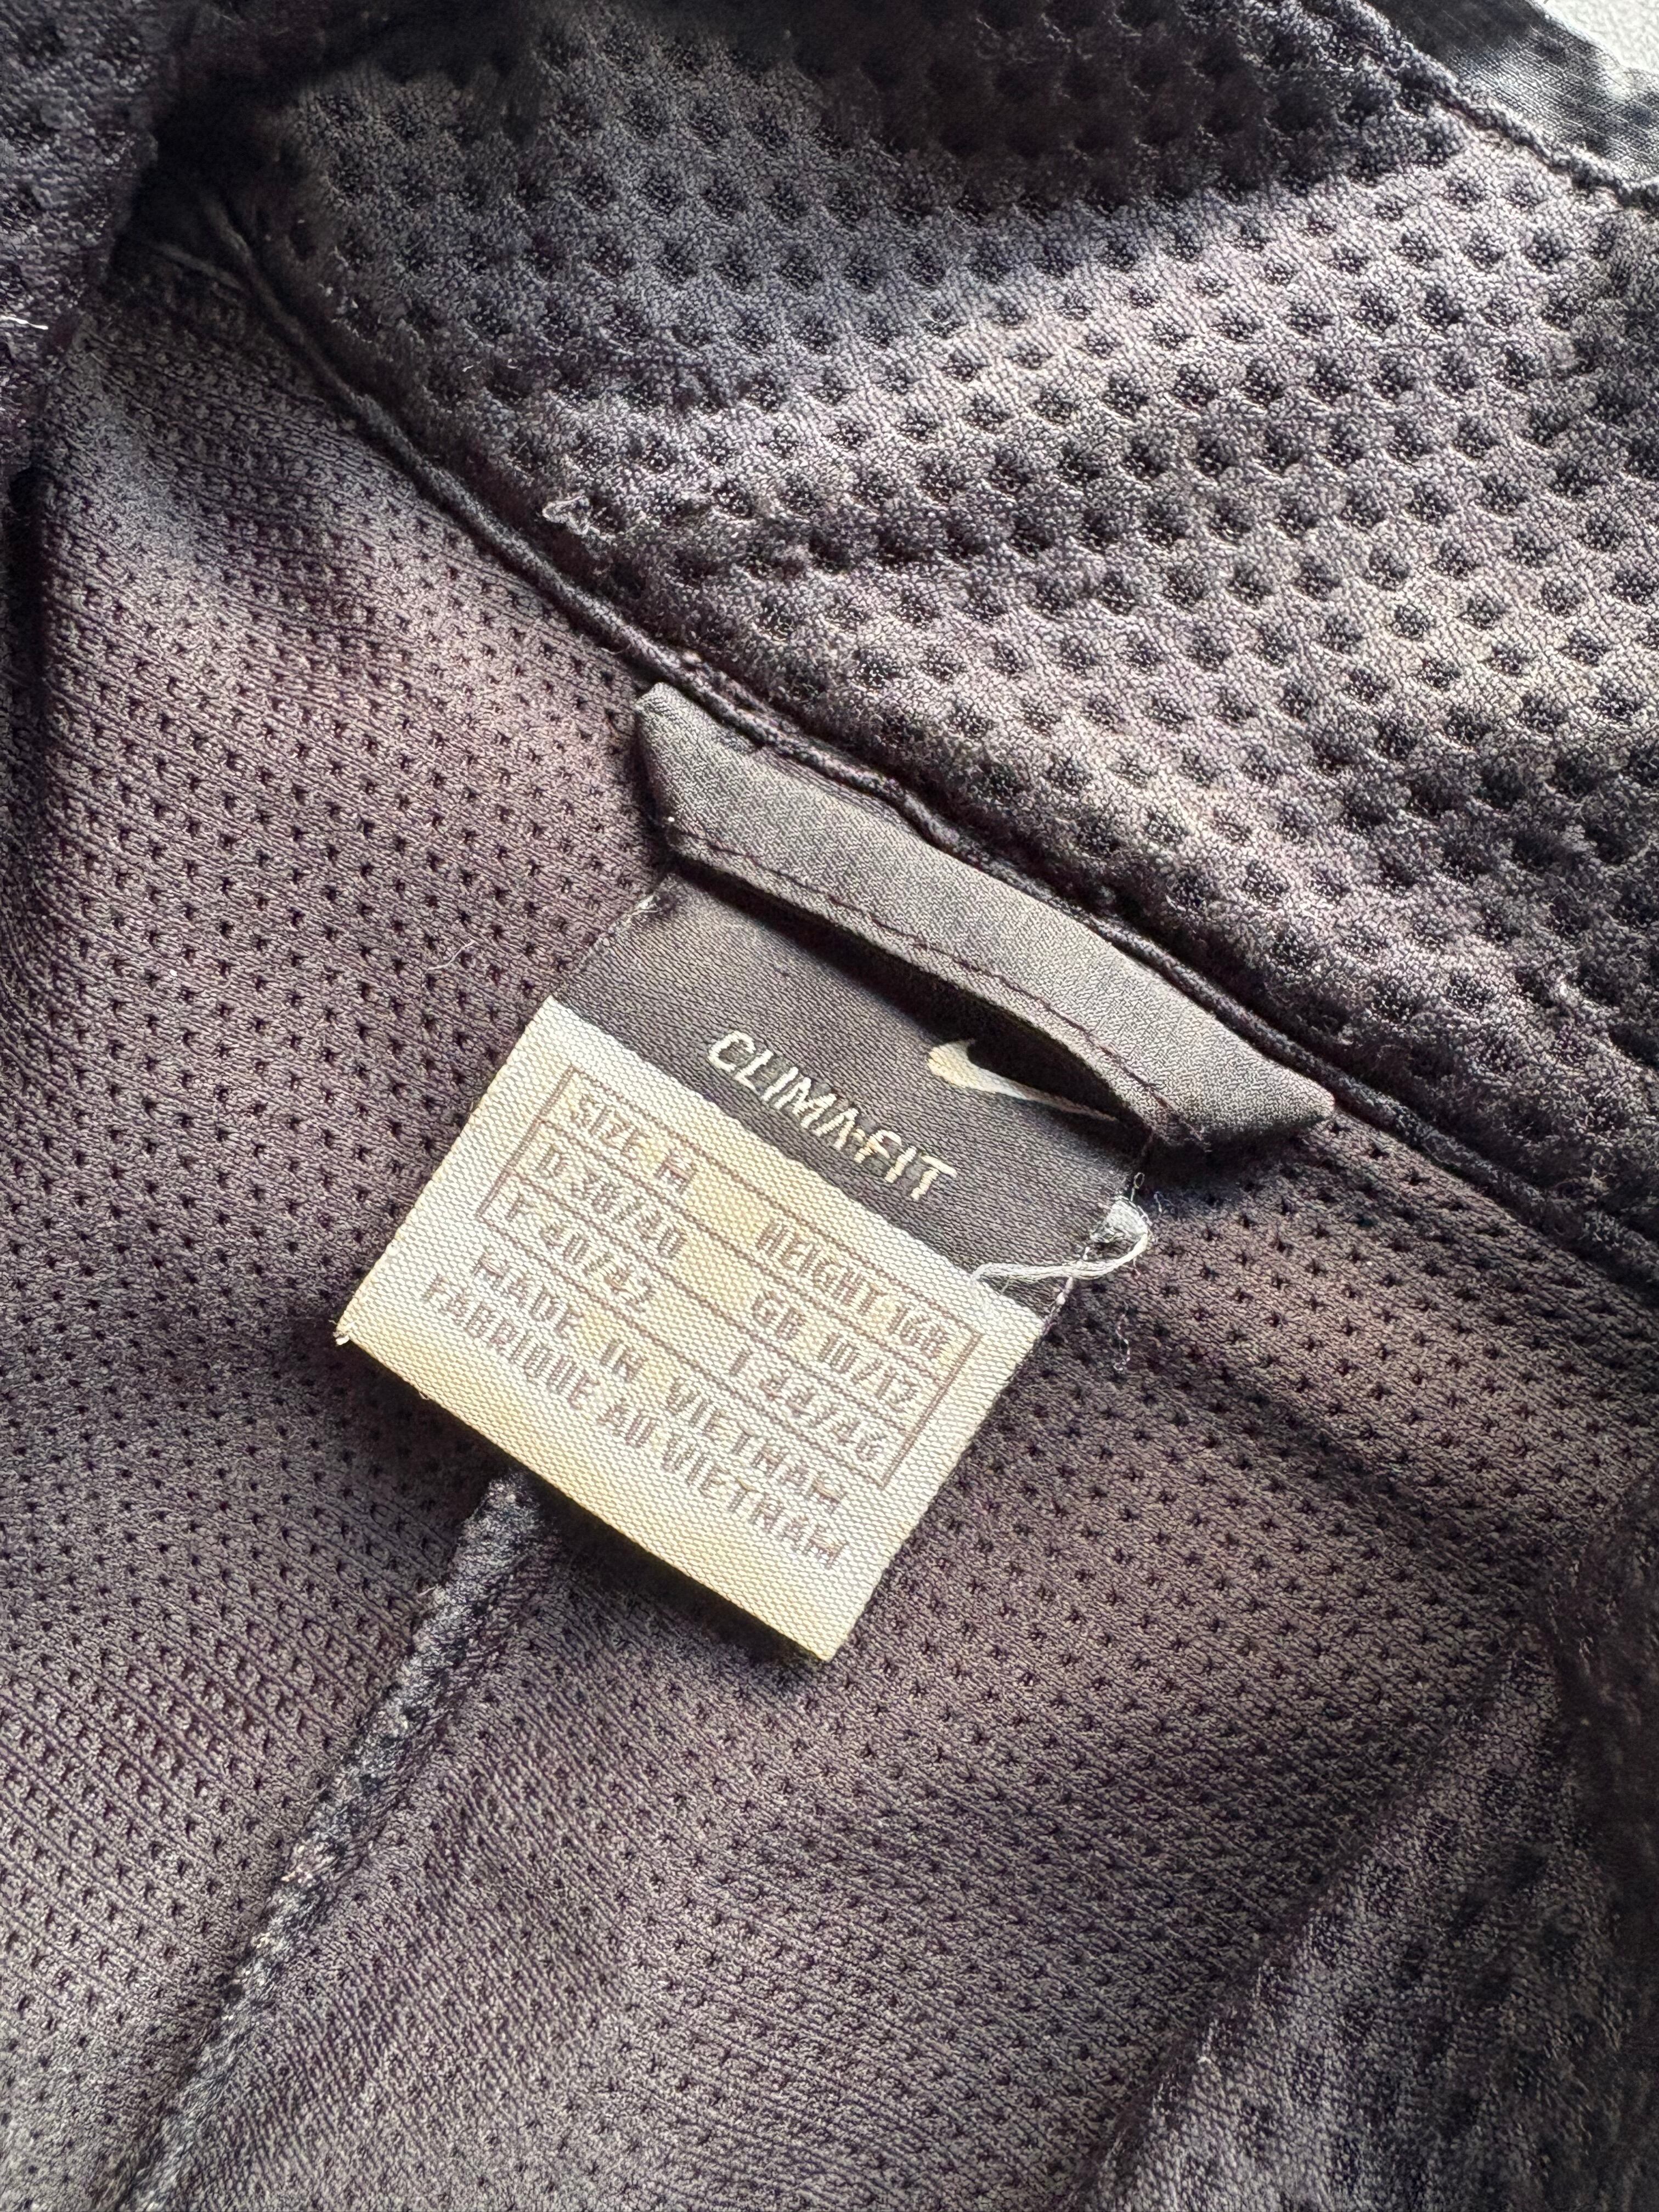 CLIMA-FIT
SIZE M HEIGHT 168
D 38/40 GB 10/12
F 40/42 I 44/46
MADE IN VIETNAM
FABRIQUE AU VIETNAM